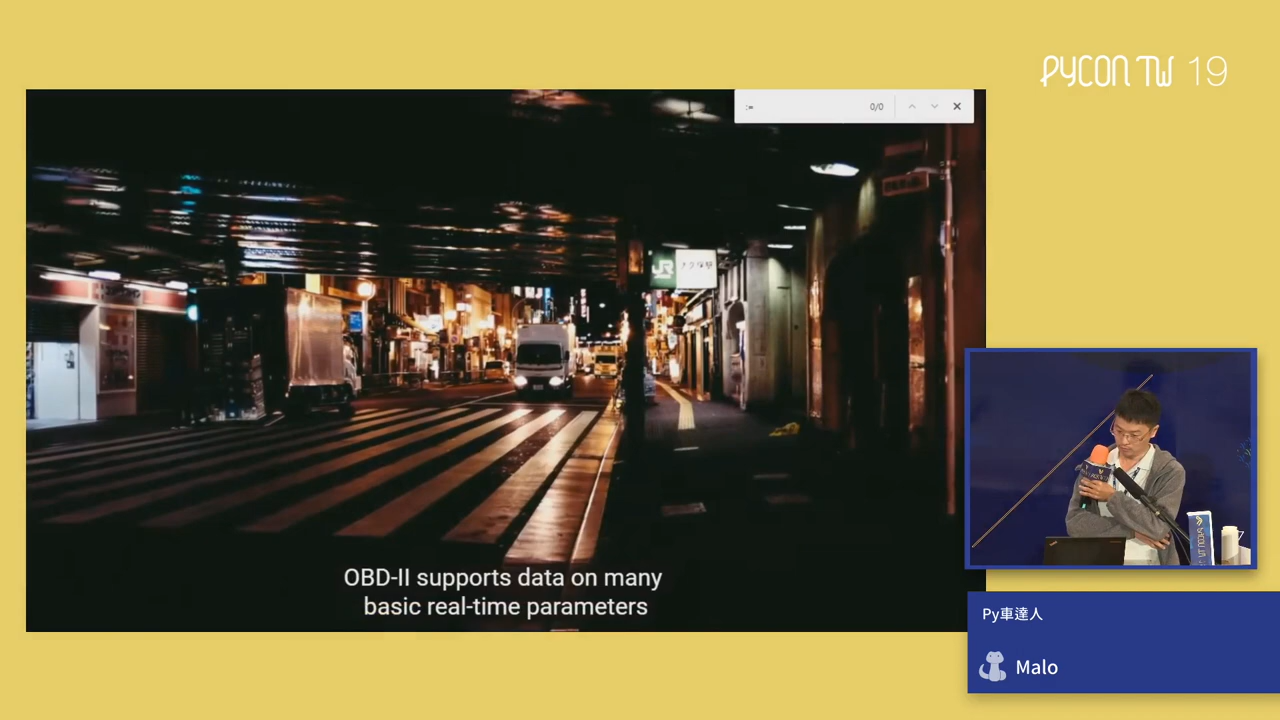 PYCON TW 19
:=
0/0
JR
OBD-II supports data on many
basic real-time parameters
Py車達人
Malo